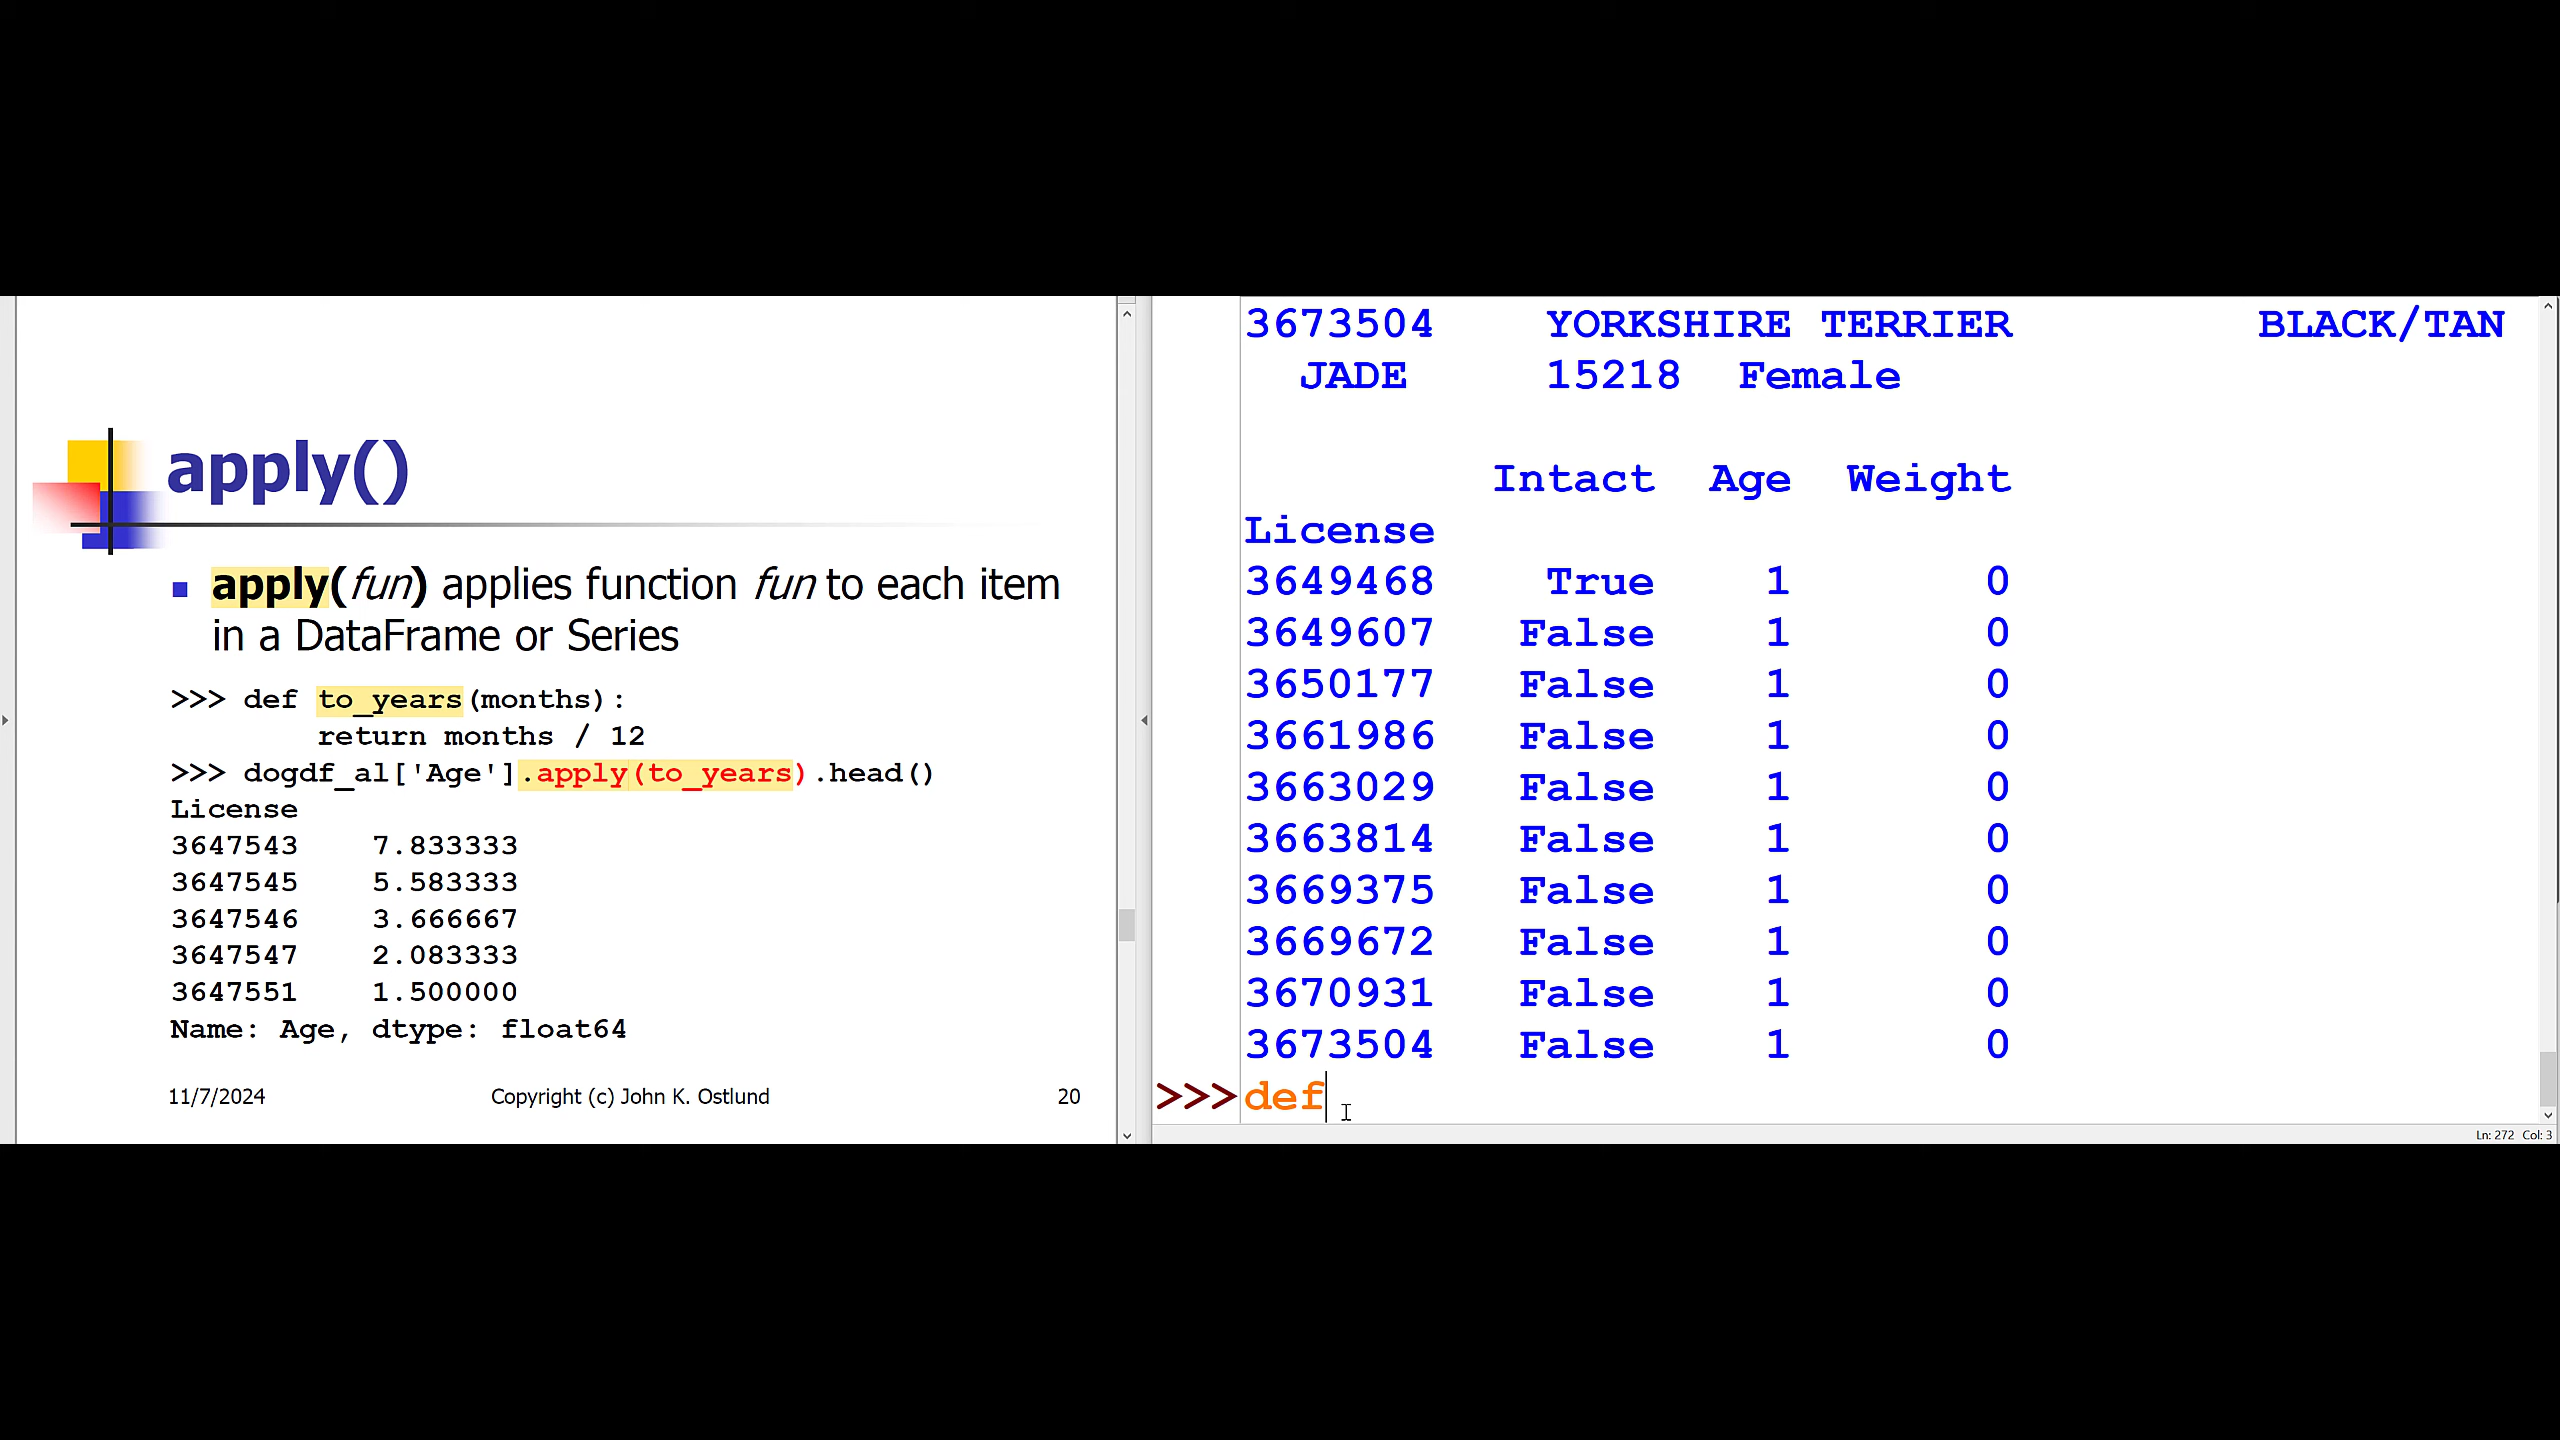 apply()
apply(fun) applies function fun to each item
in a DataFrame or Series
>>> def to_years(months):
return months / 12
>>> dogdf_al['Age'].apply(to_years).head()
License
3647543 7.833333
3647545 5.583333
3647546 3.666667
3647547 2.083333
3647551 1.500000
Name: Age, dtype: float64
11/7/2024 Copyright (c) John K. Ostlund 20
3673504 YORKSHIRE TERRIER BLACK/TAN
JADE 15218 Female
Intact Age Weight
License
3649468 True 1 0
3649607 False 1 0
3650177 False 1 0
3661986 False 1 0
3663029 False 1 0
3663814 False 1 0
3669375 False 1 0
3669672 False 1 0
3670931 False 1 0
3673504 False 1 0
>>> def
Ln: 272 Col: 3